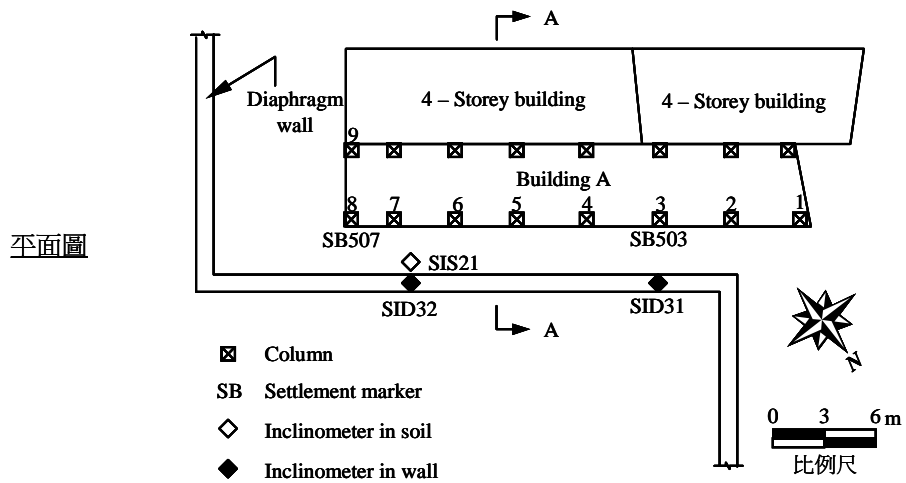 A
Diaphragm
wall
4 – Storey building
4 – Storey building
9
Building A
8 7 6 5 4 3 2 1
SB507
SB503
平面圖
SIS21
SID32
SID31
A
N
Column
SB Settlement marker
Inclinometer in soil
Inclinometer in wall
0 3 6 m
比例尺